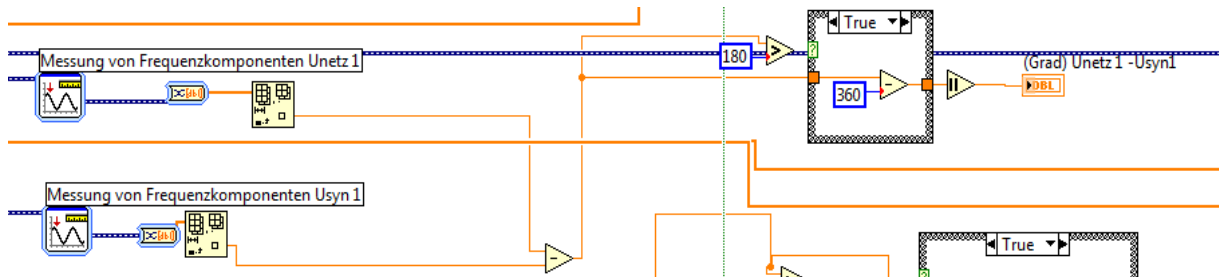 True
Messung von Frequenzkomponenten Unetz 1
180
(Grad) Unetz 1 -Usyn1
360
DBL
Messung von Frequenzkomponenten Usyn 1
True